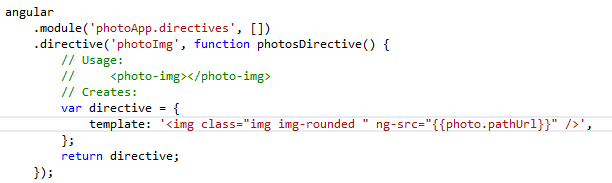 angular
    .module('photoApp.directives', [])
    .directive('photoImg', function photosDirective() {
        // Usage:
        //     <photo-img></photo-img>
        // Creates:
        var directive = {
            template: '<img class="img img-rounded " ng-src="{{photo.pathUrl}}" />',
        };
        return directive;
    });